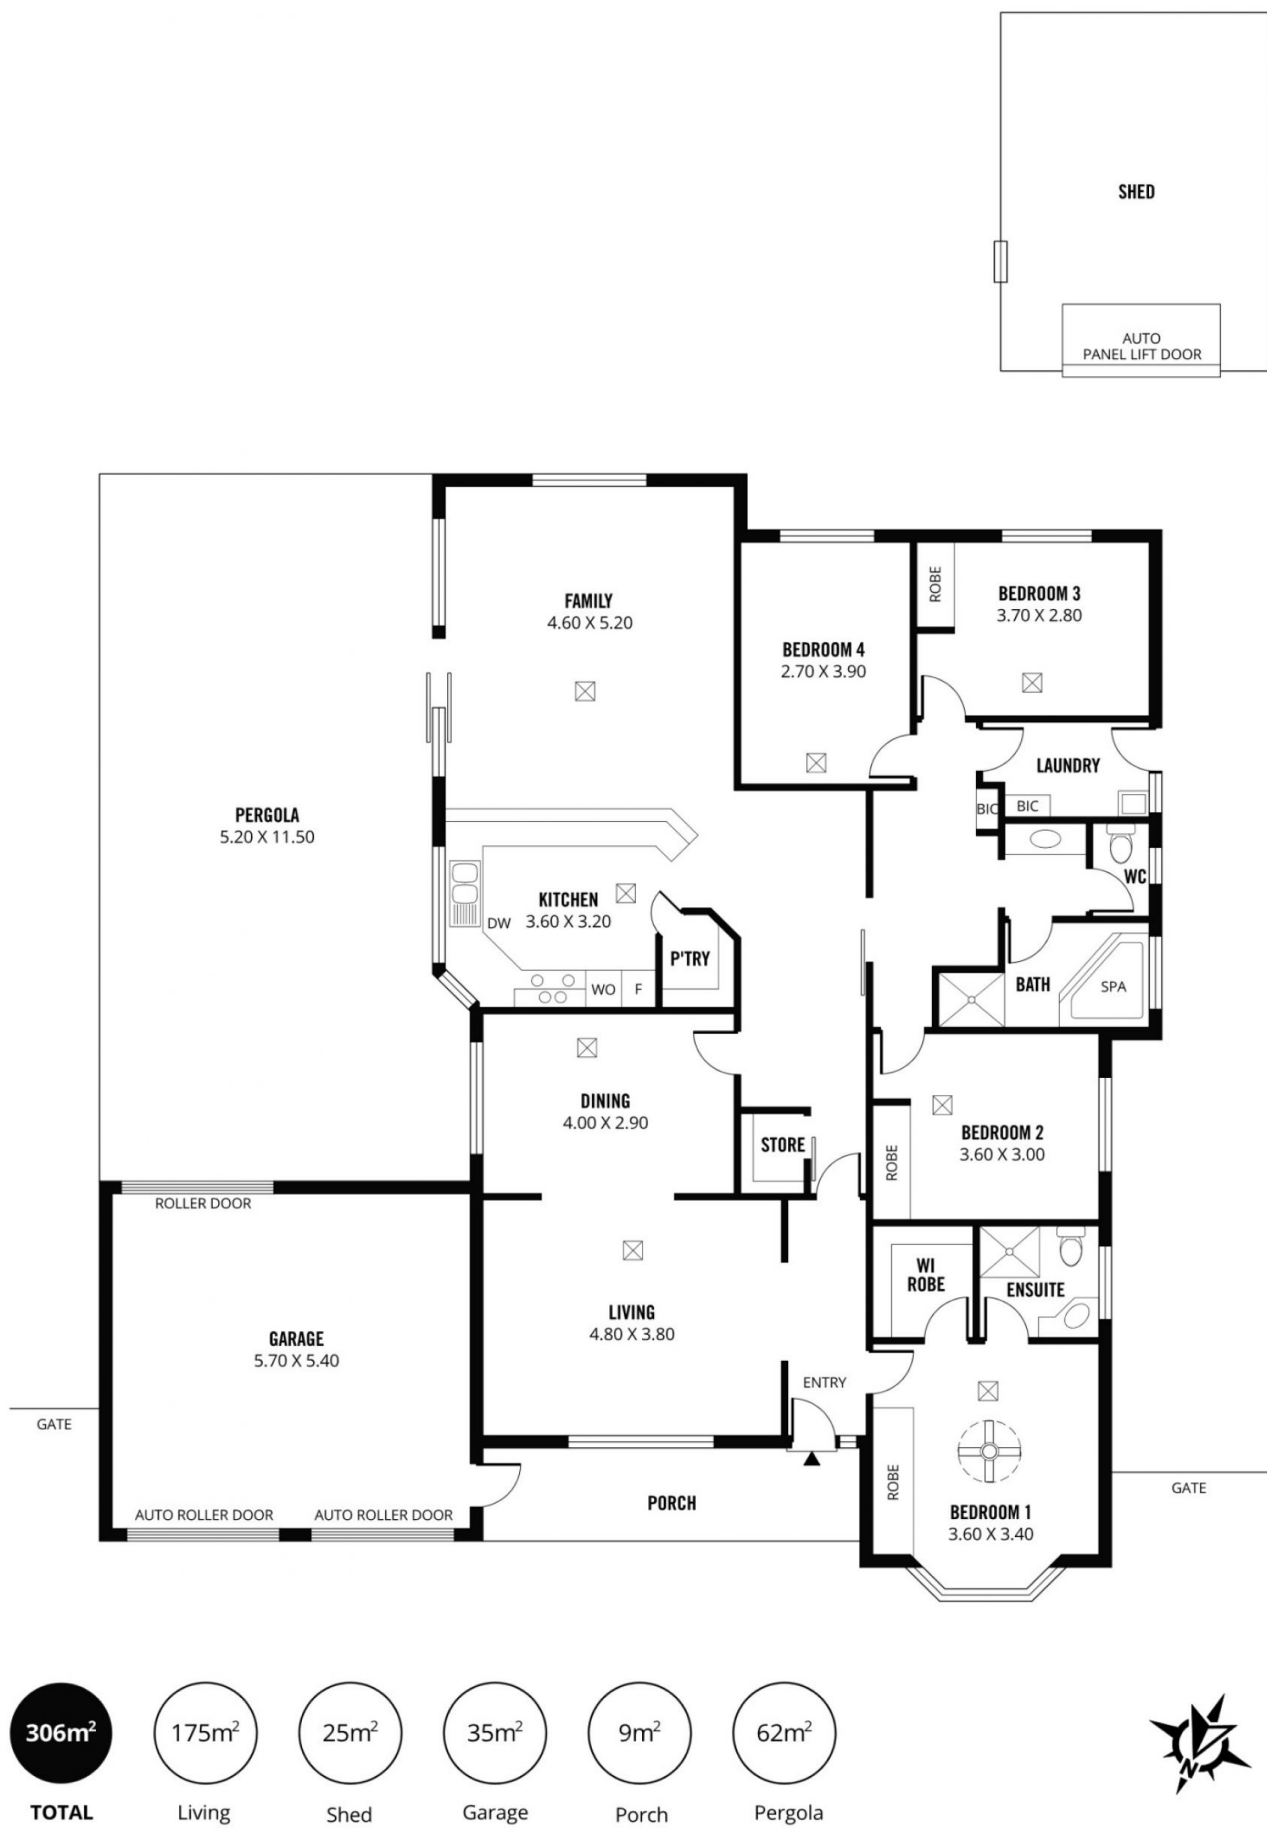 SHED
AUTO
PANEL LIFT DOOR
FAMILY
4.60 X 5.20
ROBE
BEDROOM 3
3.70 X 2.80
BEDROOM 4
2.70 X 3.90
LAUNDRY
BIC
BIC
PERGOLA
5.20 X 11.50
KITCHEN
3.60 X 3.20
DW
WC
P'TRY
WO
F
BATH
SPA
DINING
4.00 X 2.90
STORE
BEDROOM 2
3.60 X 3.00
ROBE
ROLLER DOOR
WI
ROBE
ENSUITE
LIVING
4.80 X 3.80
GARAGE
5.70 X 5.40
ENTRY
GATE
ROBE
GATE
PORCH
BEDROOM 1
3.60 X 3.40
AUTO ROLLER DOOR
AUTO ROLLER DOOR
306m²
175m²
25m²
35m²
9m²
62m²
N
TOTAL
Living
Shed
Garage
Porch
Pergola